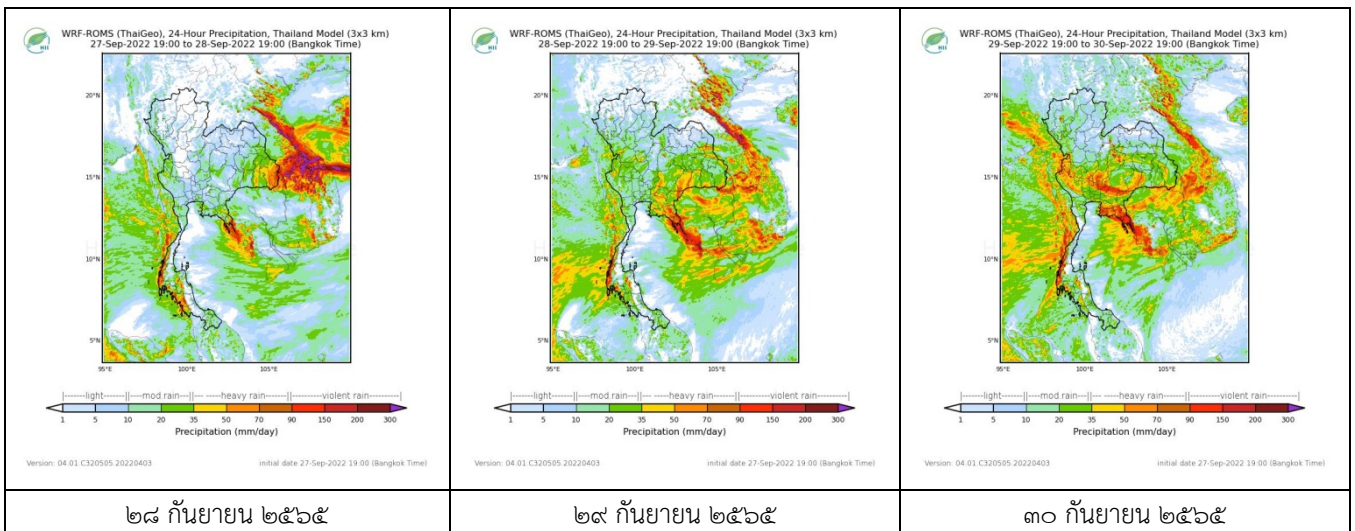 HII
WRF-ROMS (ThaiGeo), 24-Hour Precipitation, Thailand Model (3x3 km)
27-Sep-2022 19:00 to 28-Sep-2022 19:00 (Bangkok Time)
20°N
15°N
10°N
5°N
95°E 100°E 105°E
|------light------||---mod rain---||--- ---heavy rain------||------violent rain------|
1 5 10 20 35 50 70 90 150 200 300
Precipitation (mm/day)
Version: 04.01.C320505.20220403 initial date 27-Sep-2022 19:00 (Bangkok Time)
๒๘ กันยายน ๒๕๖๕
HII
WRF-ROMS (ThaiGeo), 24-Hour Precipitation, Thailand Model (3x3 km)
28-Sep-2022 19:00 to 29-Sep-2022 19:00 (Bangkok Time)
20°N
15°N
10°N
5°N
95°E 100°E 105°E
|------light------||---mod rain---||--- ---heavy rain------||------violent rain------|
1 5 10 20 35 50 70 90 150 200 300
Precipitation (mm/day)
Version: 04.01.C320505.20220403 initial date 27-Sep-2022 19:00 (Bangkok Time)
๒๙ กันยายน ๒๕๖๕
HII
WRF-ROMS (ThaiGeo), 24-Hour Precipitation, Thailand Model (3x3 km)
29-Sep-2022 19:00 to 30-Sep-2022 19:00 (Bangkok Time)
20°N
15°N
10°N
5°N
95°E 100°E 105°E
|------light------||---mod rain---||--- ---heavy rain------||------violent rain------|
1 5 10 20 35 50 70 90 150 200 300
Precipitation (mm/day)
Version: 04.01.C320505.20220403 initial date 27-Sep-2022 19:00 (Bangkok Time)
๓๐ กันยายน ๒๕๖๕